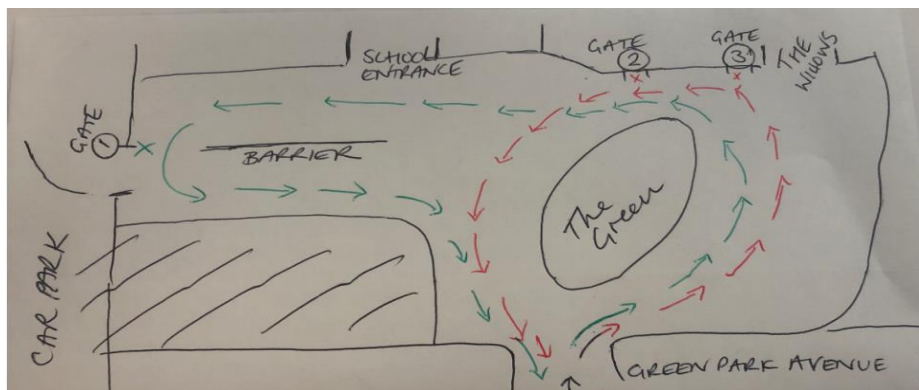 SCHOOL
ENTRANCE
GATE
2
GATE
3
THE
WILLOWS
GATE
1
BARRIER
The
Green
CAR PARK
GREEN PARK AVENUE